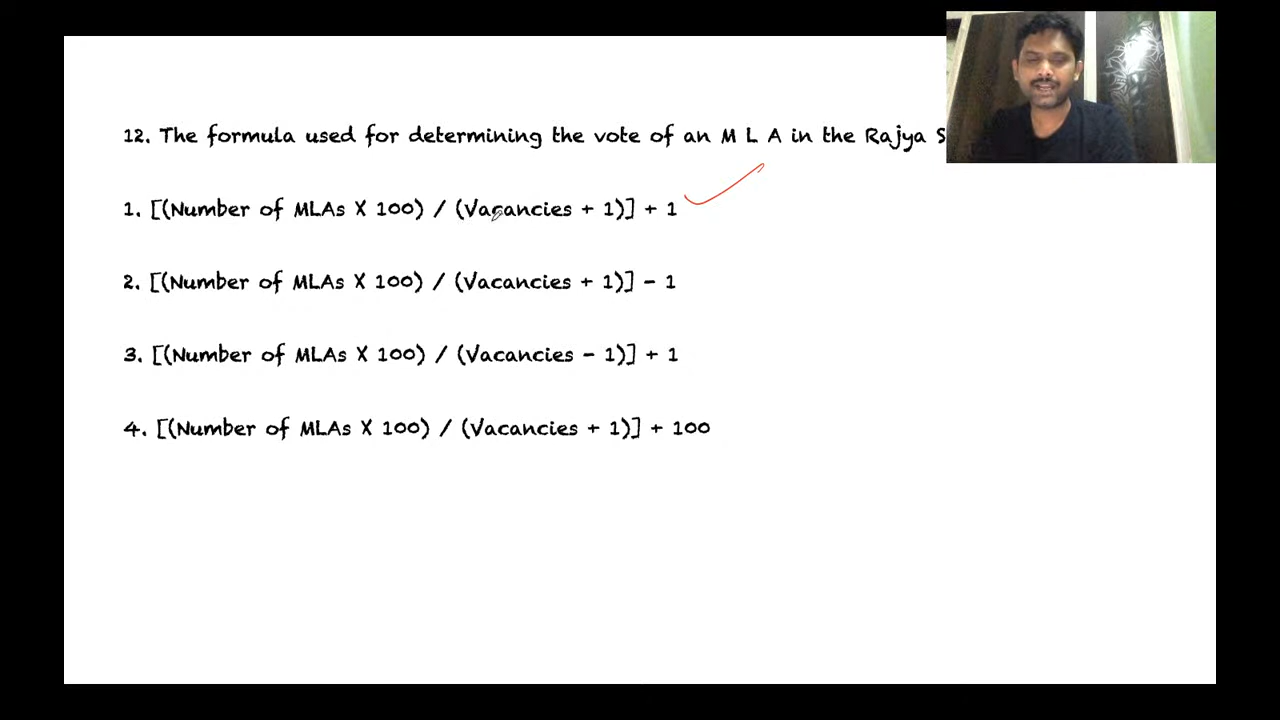 12. The formula used for determining the vote of an M L A in the Rajya S
1. [(Number of MLAs X 100) / (Vacancies + 1)] + 1
2. [(Number of MLAs X 100) / (Vacancies + 1)] - 1
3. [(Number of MLAs X 100) / (Vacancies - 1)] + 1
4. [(Number of MLAs X 100) / (Vacancies + 1)] + 100